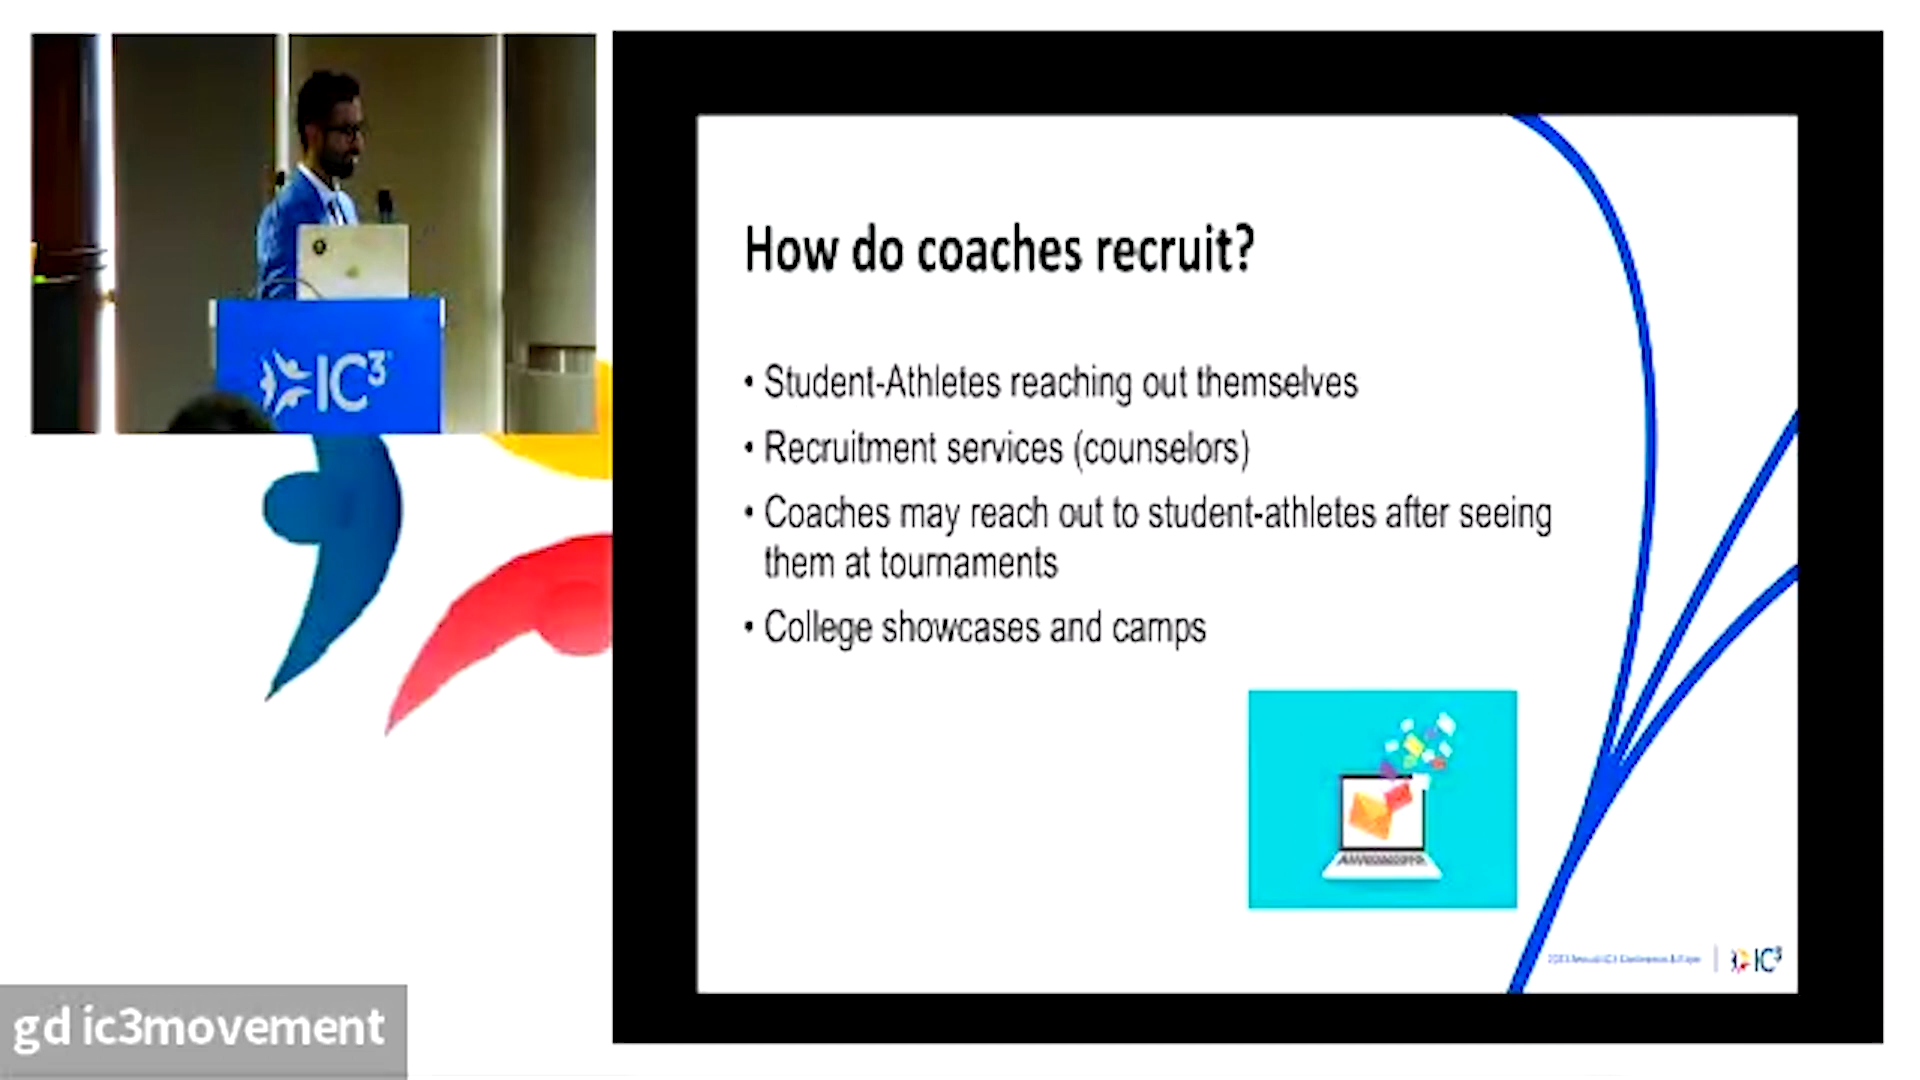 IC³
How do coaches recruit?
• Student-Athletes reaching out themselves
• Recruitment services (counselors)
• Coaches may reach out to student-athletes after seeing
them at tournaments
• College showcases and camps
IC³
gd ic3movement